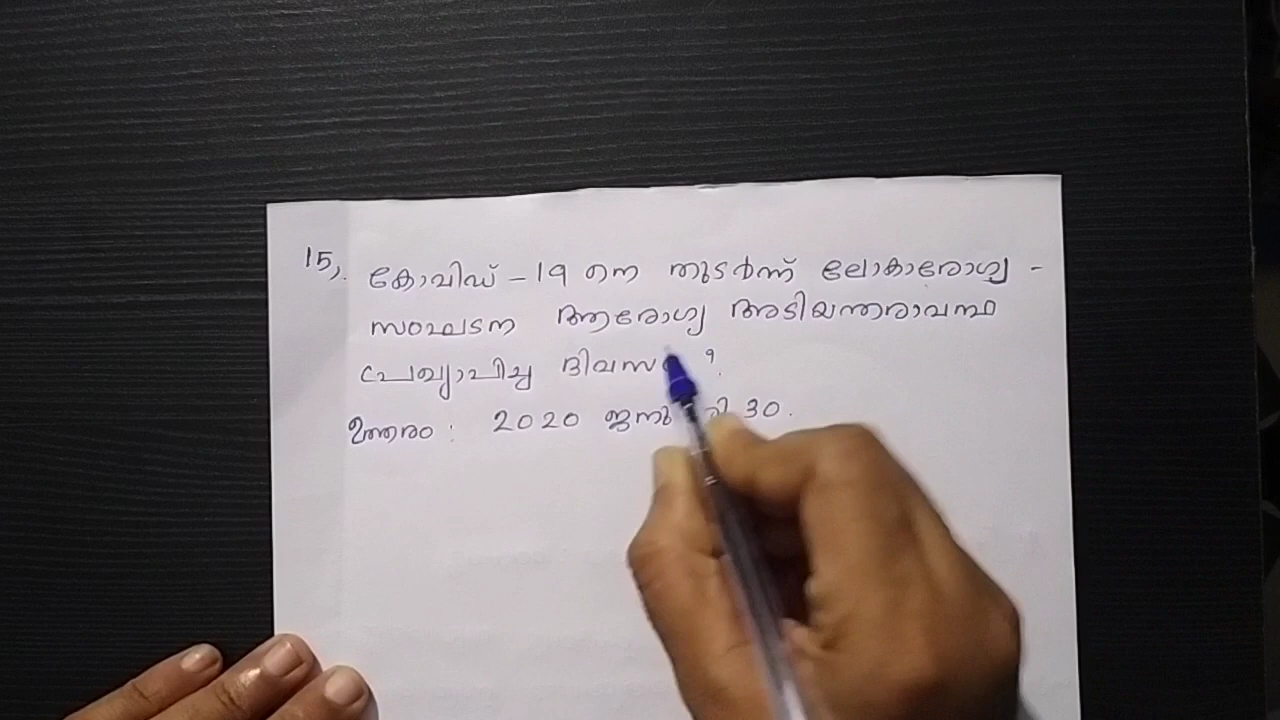 15, കോവിഡ് - 19 നെ തുടർന്ന് ലോകാരോഗ്യ -
സംഘടന ആരോഗ്യ അടിയന്തരാവസ്ഥ
പ്രഖ്യാപിച്ച ദിവസം ?
ഉത്തരം : 2020 30.